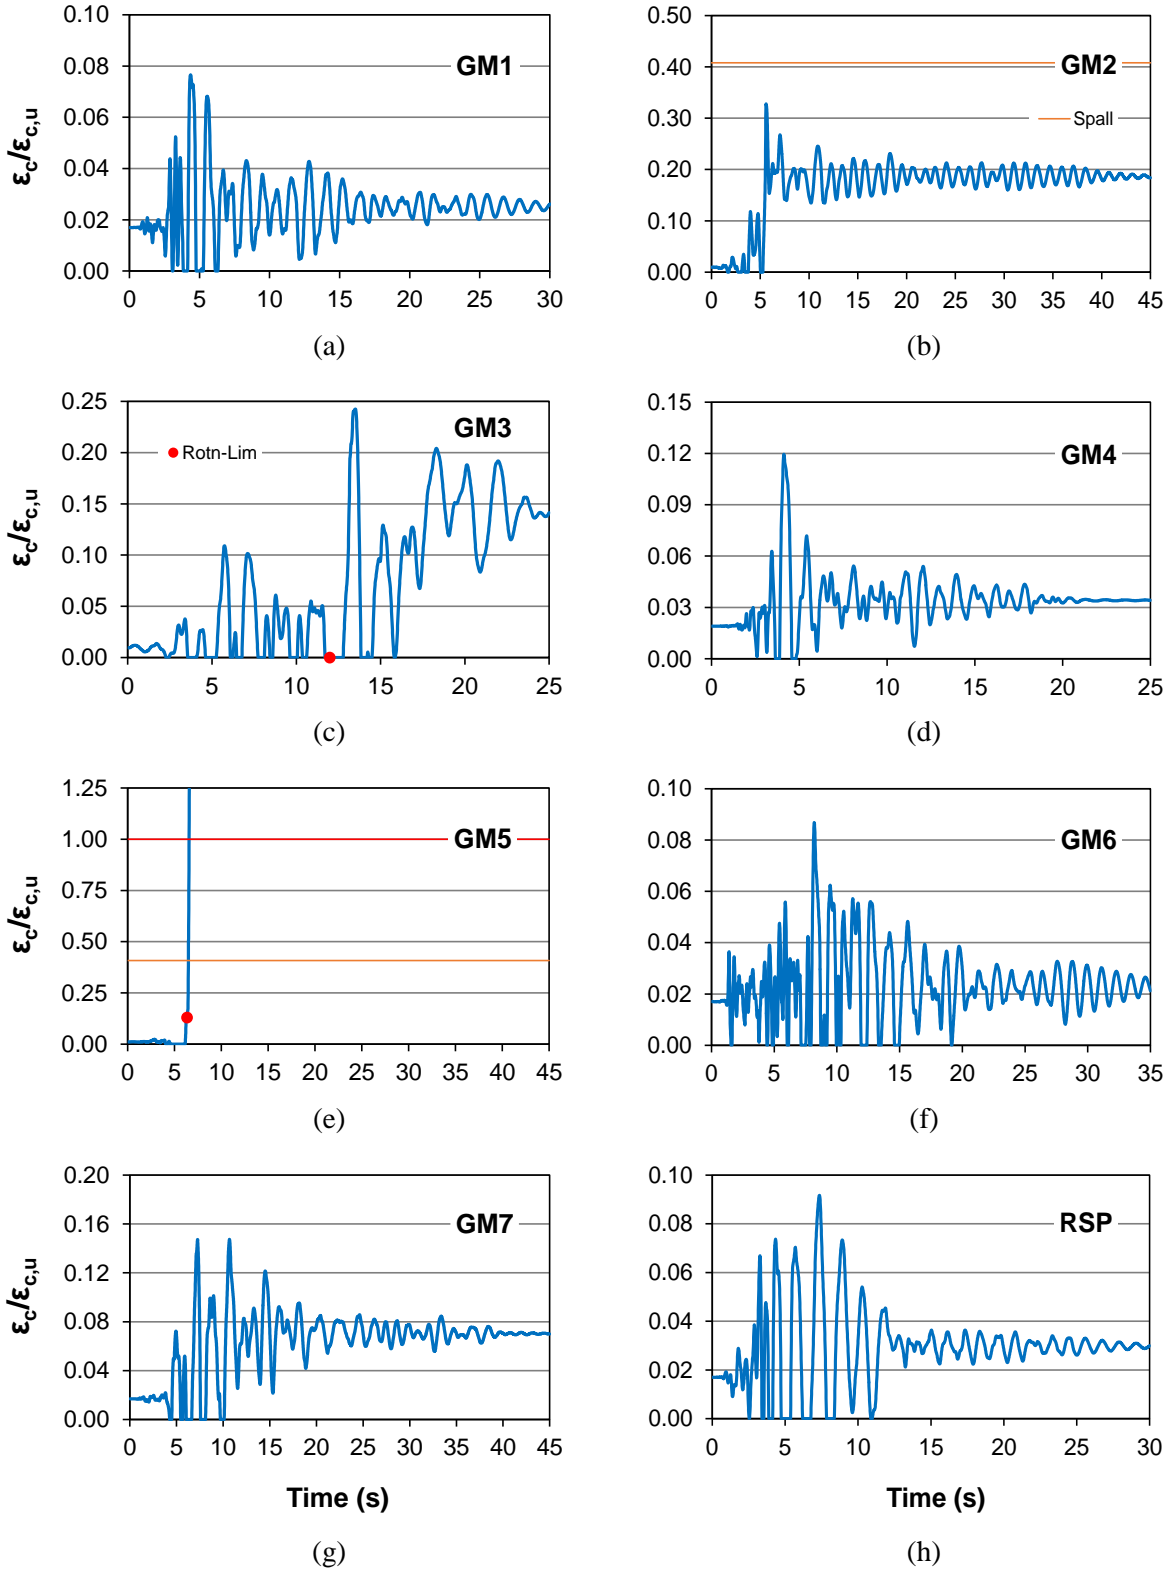 0.10
0.08
0.06
0.04
0.02
0.00
εc/εc,u
GM1
0 5 10 15 20 25 30
(a)
0.50
0.40
0.30
0.20
0.10
0.00
GM2
Spall
0 5 10 15 20 25 30 35 40 45
(b)
0.25
0.20
0.15
0.10
0.05
0.00
εc/εc,u
GM3
Rotn-Lim
0 5 10 15 20 25
(c)
0.15
0.12
0.09
0.06
0.03
0.00
GM4
0 5 10 15 20 25
(d)
1.25
1.00
0.75
0.50
0.25
0.00
εc/εc,u
GM5
0 5 10 15 20 25 30 35 40 45
(e)
0.10
0.08
0.06
0.04
0.02
0.00
GM6
0 5 10 15 20 25 30 35
(f)
0.20
0.16
0.12
0.08
0.04
0.00
εc/εc,u
GM7
0 5 10 15 20 25 30 35 40 45
Time (s)
(g)
0.10
0.08
0.06
0.04
0.02
0.00
RSP
0 5 10 15 20 25 30
Time (s)
(h)